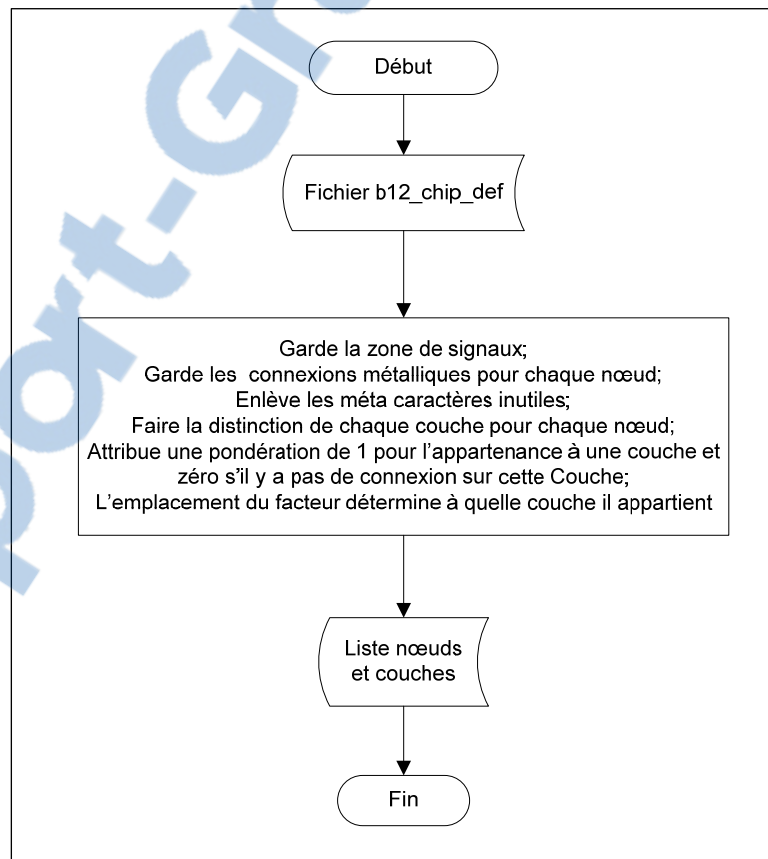 Début
Fichier b12_chip_def
Garde la zone de signaux;
Garde les connexions métalliques pour chaque nœud;
Enlève les méta caractères inutiles;
Faire la distinction de chaque couche pour chaque nœud;
Attribue une pondération de 1 pour l'appartenance à une couche et
zéro s'il y a pas de connexion sur cette Couche;
L'emplacement du facteur détermine à quelle couche il appartient
Liste nœuds
et couches
Fin
port-Gr